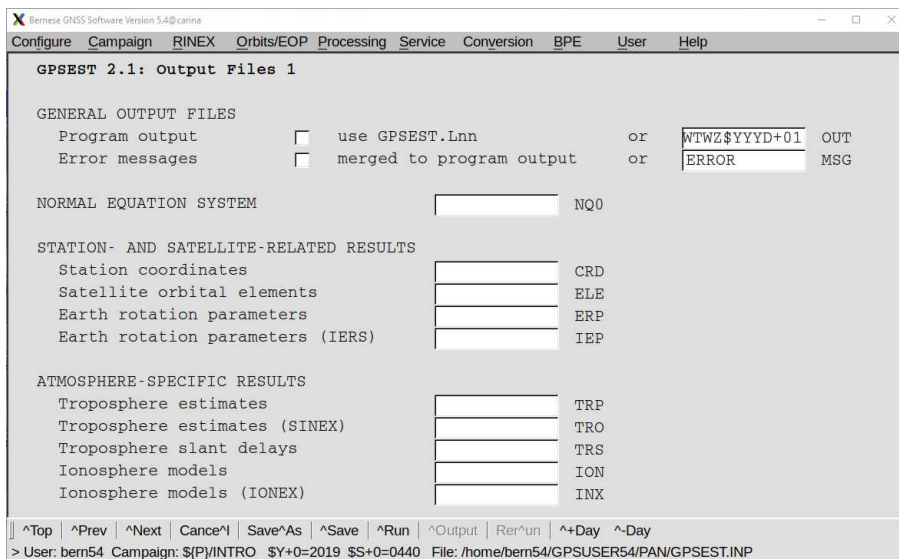 Bernese GNSS Software Version 5.4@carina
Configure Campaign RINEX Orbits/EOP Processing Service Conversion BPE User Help
GPSEST 2.1: Output Files 1
GENERAL OUTPUT FILES
Program output use GPSEST.Lnn or WTWZ$YYYD+01 OUT
Error messages merged to program output or ERROR MSG
NORMAL EQUATION SYSTEM NQ0
STATION- AND SATELLITE-RELATED RESULTS
Station coordinates CRD
Satellite orbital elements ELE
Earth rotation parameters ERP
Earth rotation parameters (IERS) IEP
ATMOSPHERE-SPECIFIC RESULTS
Troposphere estimates TRP
Troposphere estimates (SINEX) TRO
Troposphere slant delays TRS
Ionosphere models ION
Ionosphere models (IONEX) INX
^Top | ^Prev | ^Next | Cance^l | Save^As | ^Save | ^Run | ^Output | Rer^un | ^+Day ^-Day
> User: bern54 Campaign: ${P}/INTRO $Y+0=2019 $S+0=0440 File: /home/bern54/GPSUSER54/PAN/GPSEST.INP